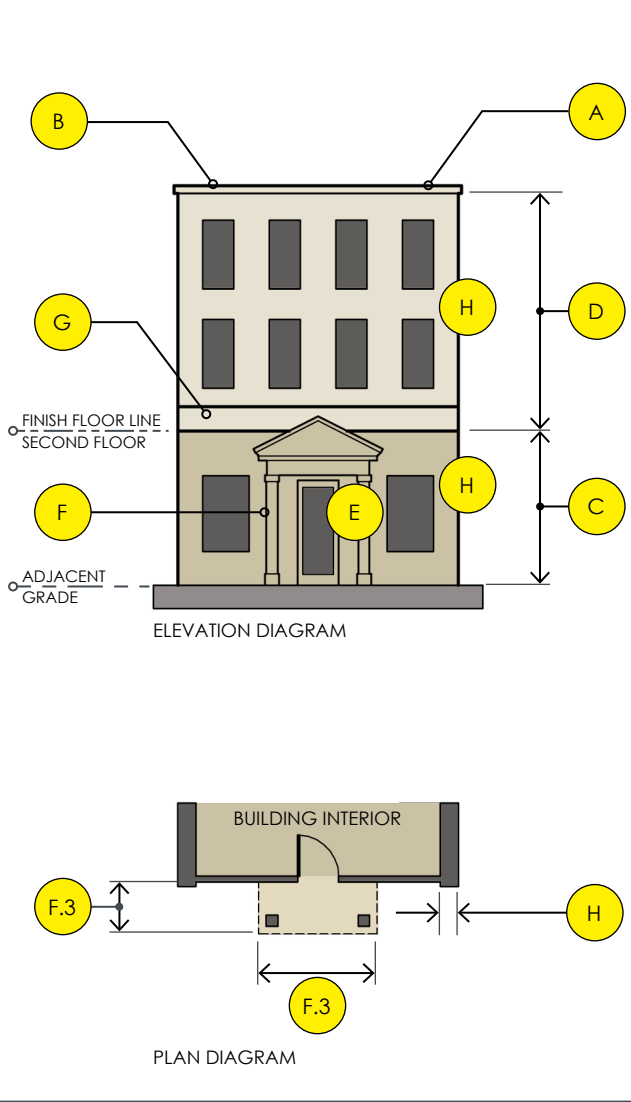 A
B
H
D
G
FINISH FLOOR LINE
SECOND FLOOR
H
F
E
C
ADJACENT
GRADE
ELEVATION DIAGRAM
BUILDING INTERIOR
F.3
H
F.3
PLAN DIAGRAM